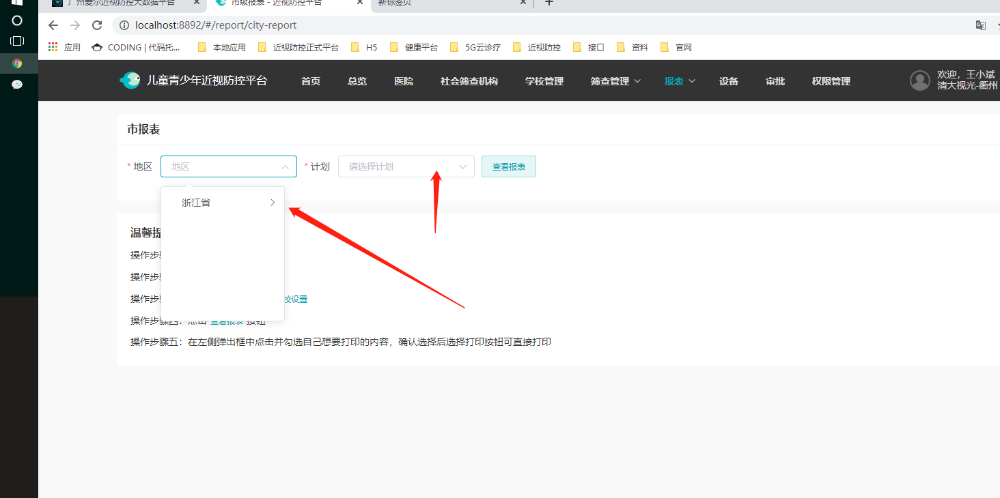 广州爱尔近视防控大数据平台
市级报表 - 近视防控平台
新标签页
localhost:8892/#/report/city-report
应用 CODING | 代码托... 本地应用 近视防控正式平台 H5 健康平台 5G云诊疗 近视防控 接口 资料 官网
儿童青少年近视防控平台 首页 总览 医院 社会筛查机构 学校管理 筛查管理 报表 设备 审批 权限管理
欢迎，王小斌
清大视光-衢州
市报表
* 地区 地区 * 计划 请选择计划 查看报表
浙江省
温馨提
操作步
操作步
操作步 校设置
操作步骤四：点击 查看报表 按钮
操作步骤五：在左侧弹出框中点击并勾选自己想要打印的内容，确认选择后选择打印按钮可直接打印